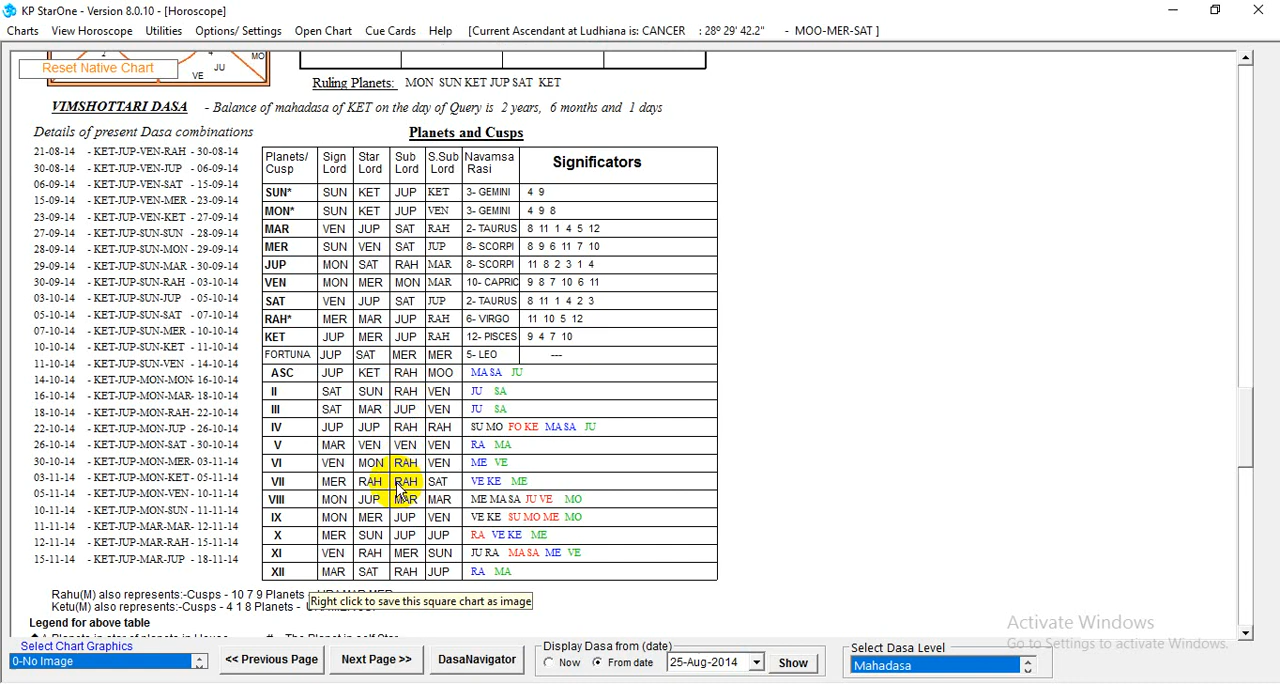 KP StarOne - Version 8.0.10 - [Horoscope]
Charts View Horoscope Utilities Options/ Settings Open Chart Cue Cards Help [Current Ascendant at Ludhiana is: CANCER : 28° 29' 42.2" - MOO-MER-SAT ]
MO
Reset Native Chart
VE JU
Ruling Planets: MON SUN KET JUP SAT KET
VIMSHOTTARI DASA - Balance of mahadasa of KET on the day of Query is 2 years, 6 months and 1 days
Details of present Dasa combinations
Planets and Cusps
21-08-14 - KET-JUP-VEN-RAH - 30-08-14
30-08-14 - KET-JUP-VEN-JUP - 06-09-14
06-09-14 - KET-JUP-VEN-SAT - 15-09-14
15-09-14 - KET-JUP-VEN-MER - 23-09-14
23-09-14 - KET-JUP-VEN-KET - 27-09-14
27-09-14 - KET-JUP-SUN-SUN - 28-09-14
28-09-14 - KET-JUP-SUN-MON - 29-09-14
29-09-14 - KET-JUP-SUN-MAR - 30-09-14
30-09-14 - KET-JUP-SUN-RAH - 03-10-14
03-10-14 - KET-JUP-SUN-JUP - 05-10-14
05-10-14 - KET-JUP-SUN-SAT - 07-10-14
07-10-14 - KET-JUP-SUN-MER - 10-10-14
10-10-14 - KET-JUP-SUN-KET - 11-10-14
11-10-14 - KET-JUP-SUN-VEN - 14-10-14
14-10-14 - KET-JUP-MON-MON- 16-10-14
16-10-14 - KET-JUP-MON-MAR- 18-10-14
18-10-14 - KET-JUP-MON-RAH- 22-10-14
22-10-14 - KET-JUP-MON-JUP - 26-10-14
26-10-14 - KET-JUP-MON-SAT - 30-10-14
30-10-14 - KET-JUP-MON-MER- 03-11-14
03-11-14 - KET-JUP-MON-KET - 05-11-14
05-11-14 - KET-JUP-MON-VEN - 10-11-14
10-11-14 - KET-JUP-MON-SUN - 11-11-14
11-11-14 - KET-JUP-MAR-MAR- 12-11-14
12-11-14 - KET-JUP-MAR-RAH - 15-11-14
15-11-14 - KET-JUP-MAR-JUP - 18-11-14
Planets/ Cusp Sign Lord Star Lord Sub Lord S.Sub Lord Navamsa Rasi Significators
SUN* SUN KET JUP KET 3- GEMINI 4 9
MON* SUN KET JUP VEN 3- GEMINI 4 9 8
MAR VEN JUP SAT RAH 2- TAURUS 8 11 1 4 5 12
MER SUN VEN SAT JUP 8- SCORPI 8 9 6 11 7 10
JUP MON SAT RAH MAR 8- SCORPI 11 8 2 3 1 4
VEN MON MER MON MAR 10- CAPRIC 9 8 7 10 6 11
SAT VEN JUP SAT JUP 2- TAURUS 8 11 1 4 2 3
RAH* MER MAR JUP RAH 6- VIRGO 11 10 5 12
KET JUP MER JUP RAH 12- PISCES 9 4 7 10
FORTUNA JUP SAT MER MER 5- LEO ---
ASC JUP KET RAH MOO MA SA JU
II SAT SUN RAH VEN JU SA
III SAT MAR JUP VEN JU SA
IV JUP JUP RAH RAH SU MO FO KE MA SA JU
V MAR VEN VEN VEN RA MA
VI VEN MON RAH VEN ME VE
VII MER RAH RAH SAT VE KE ME
VIII MON JUP MAR MAR ME MA SA JU VE MO
IX MON MER JUP VEN VE KE SU MO ME MO
X MER SUN JUP JUP RA VE KE ME
XI VEN RAH MER SUN JU RA MA SA ME VE
XII MAR SAT RAH JUP RA MA
Rahu(M) also represents:-Cusps - 10 7 9 Planets -
Ketu(M) also represents:-Cusps - 4 1 8 Planets -
Right click to save this square chart as image
Legend for above table
Activate Windows
Go to Settings to activate Windows.
Select Chart Graphics
0-No Image
<< Previous Page Next Page >> DasaNavigator
Display Dasa from (date)
Now From date 25-Aug-2014 Show
Select Dasa Level
Mahadasa